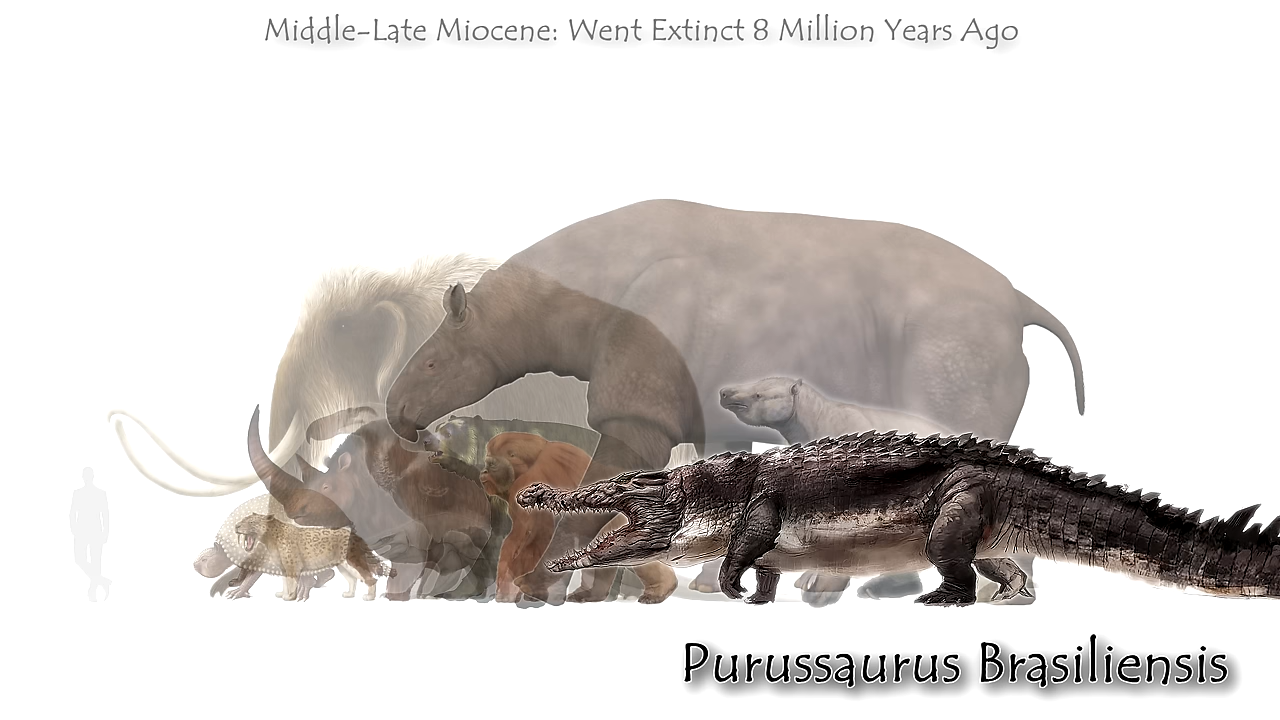 Middle-Late Miocene: Went Extinct 8 Million Years Ago
Purussaurus Brasiliensis